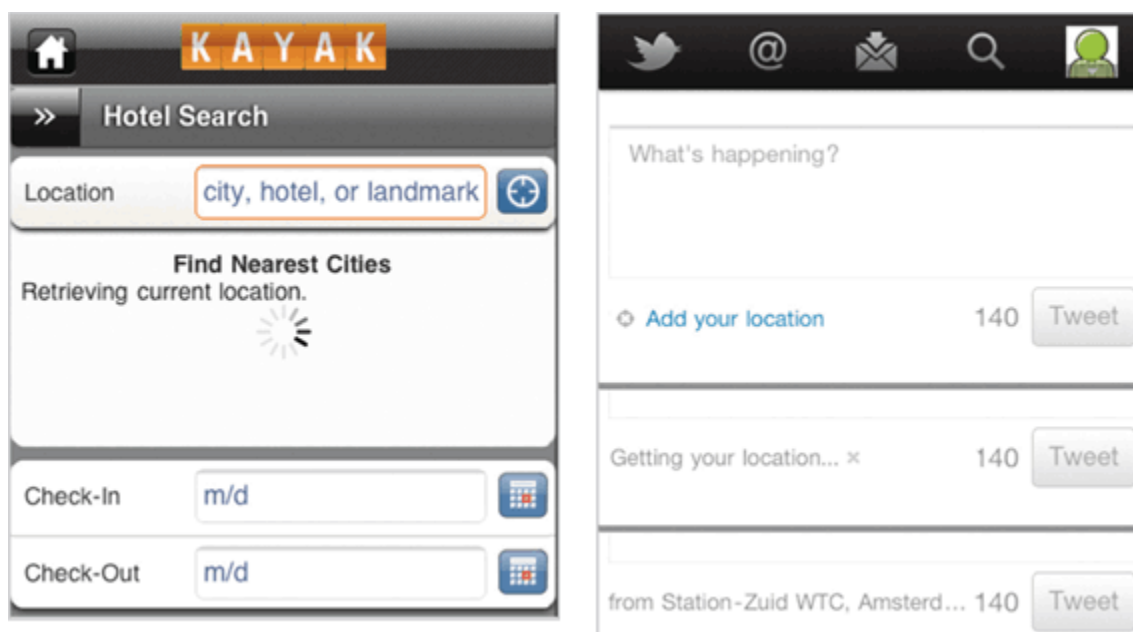 KAYAK
Hotel Search
Location
city, hotel, or landmark
Find Nearest Cities
Retrieving current location.
Check-In
m/d
Check-Out
m/d
@
What's happening?
Add your location 140 Tweet
Getting your location... × 140 Tweet
from Station-Zuid WTC, Amsterd... 140 Tweet